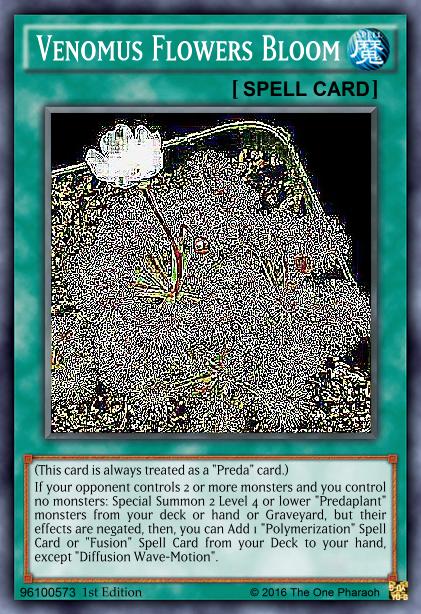 VENOMUS FLOWERS BLOOM
魔
[ SPELL CARD ]
(This card is always treated as a "Preda" card.)
If your opponent controls 2 or more monsters and you control
no monsters: Special Summon 2 Level 4 or lower "Predaplant"
monsters from your deck or hand or Graveyard, but their
effects are negated, then, you can Add 1 "Polymerization" Spell
Card or "Fusion" Spell Card from your Deck to your hand,
except "Diffusion Wave-Motion".
96100573 1st Edition
© 2016 The One Pharaoh